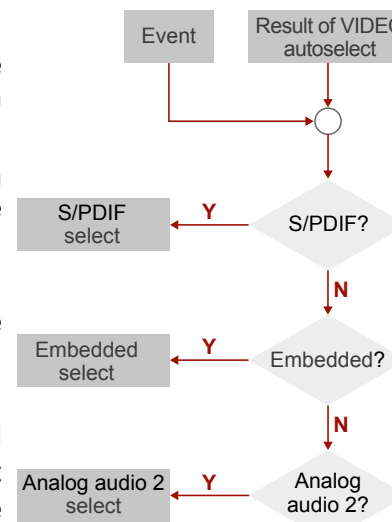 Event
Result of VIDEO
autoselect
S/PDIF
select
Y
S/PDIF?
N
Embedded
select
Y
Embedded?
N
Analog audio 2
select
Y
Analog
audio 2?